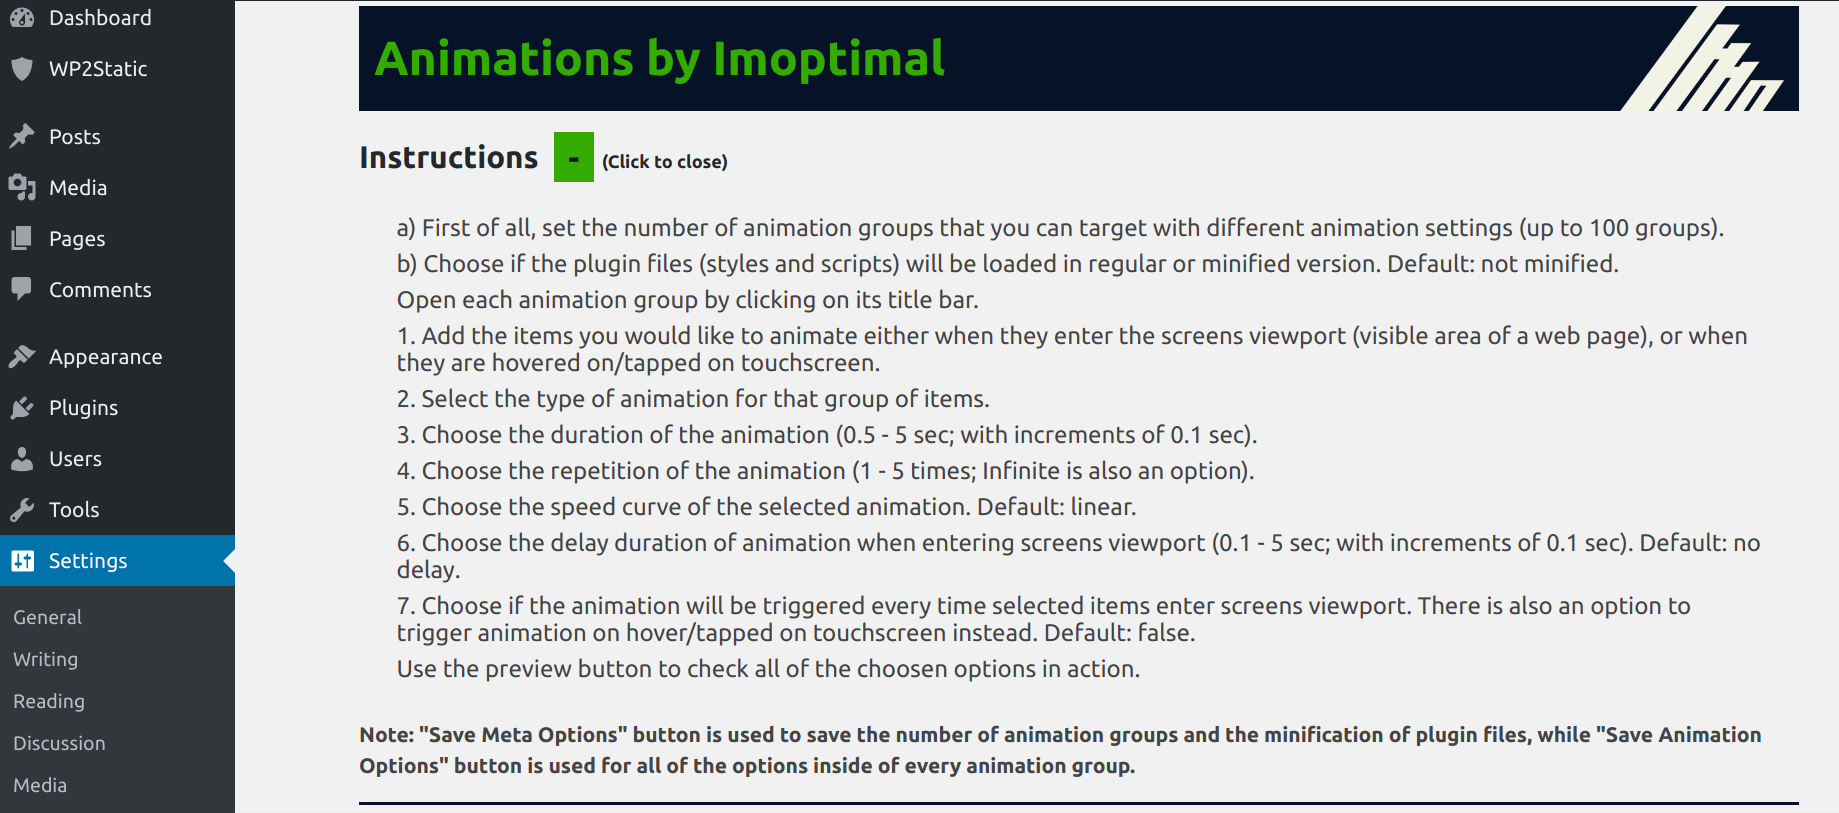 Dashboard
WP2Static
Posts
Media
Pages
Comments
Appearance
Plugins
Users
Tools
Settings
General
Writing
Reading
Discussion
Media
Animations by Imoptimal
Instructions - (Click to close)
a) First of all, set the number of animation groups that you can target with different animation settings (up to 100 groups).
b) Choose if the plugin files (styles and scripts) will be loaded in regular or minified version. Default: not minified.
Open each animation group by clicking on its title bar.
1. Add the items you would like to animate either when they enter the screens viewport (visible area of a web page), or when
they are hovered on/tapped on touchscreen.
2. Select the type of animation for that group of items.
3. Choose the duration of the animation (0.5 - 5 sec; with increments of 0.1 sec).
4. Choose the repetition of the animation (1 - 5 times; Infinite is also an option).
5. Choose the speed curve of the selected animation. Default: linear.
6. Choose the delay duration of animation when entering screens viewport (0.1 - 5 sec; with increments of 0.1 sec). Default: no
delay.
7. Choose if the animation will be triggered every time selected items enter screens viewport. There is also an option to
trigger animation on hover/tapped on touchscreen instead. Default: false.
Use the preview button to check all of the choosen options in action.
Note: "Save Meta Options" button is used to save the number of animation groups and the minification of plugin files, while "Save Animation
Options" button is used for all of the options inside of every animation group.